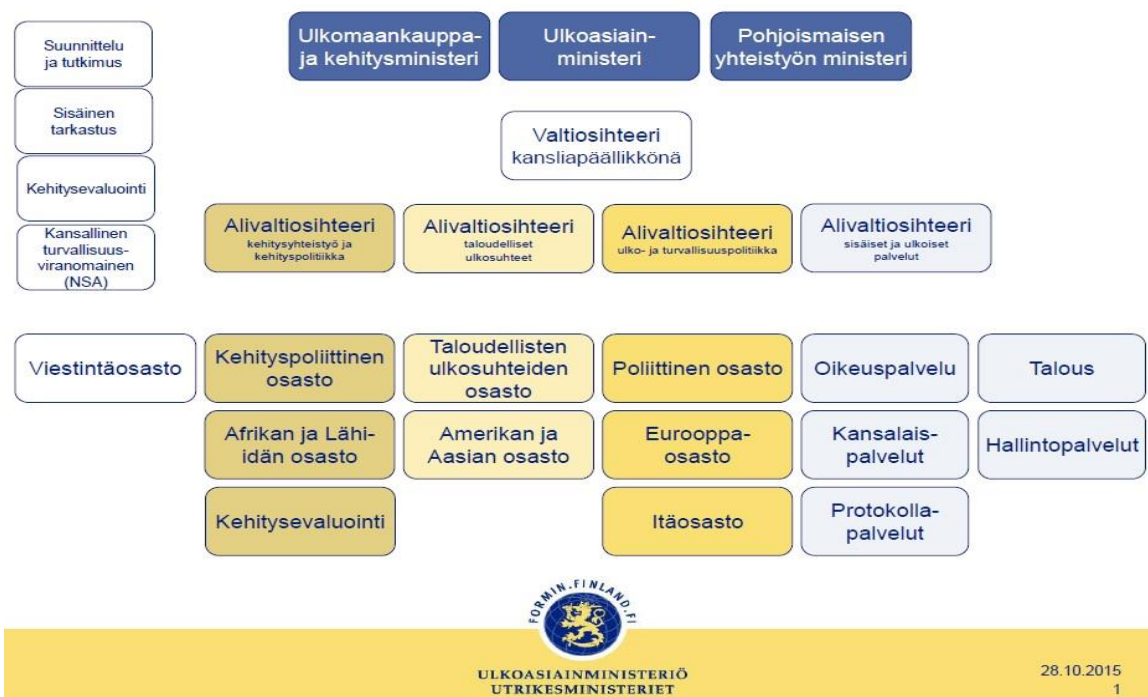 Suunnittelu
ja tutkimus
Sisäinen
tarkastus
Kehitysevaluointi
Kansallinen
turvallisuus-
viranomainen
(NSA)
Ulkomaankauppa-
ja kehitysministeri
Ulkoasiain-
ministeri
Pohjoismaisen
yhteistyön ministeri
Valtiosihteeri
kansliapäällikkönä
Alivaltiosihteeri
kehitysyhteistyö ja
kehityspolitiikka
Alivaltiosihteeri
taloudelliset
ulkosuhteet
Alivaltiosihteeri
ulko- ja turvallisuuspolitiikka
Alivaltiosihteeri
sisäiset ja ulkoiset
palvelut
Viestintäosasto
Kehityspoliittinen
osasto
Taloudellisten
ulkosuhteiden
osasto
Poliittinen osasto
Oikeuspalvelu
Talous
Afrikan ja Lähi-
idän osasto
Amerikan ja
Aasian osasto
Eurooppa-
osasto
Kansalais-
palvelut
Hallintopalvelut
Kehitysevaluointi
Itäosasto
Protokolla-
palvelut
FORMIN.FINLAND.FI
ULKOASIAINMINISTERIÖ
UTRIKESMINISTERIET
28.10.2015
1